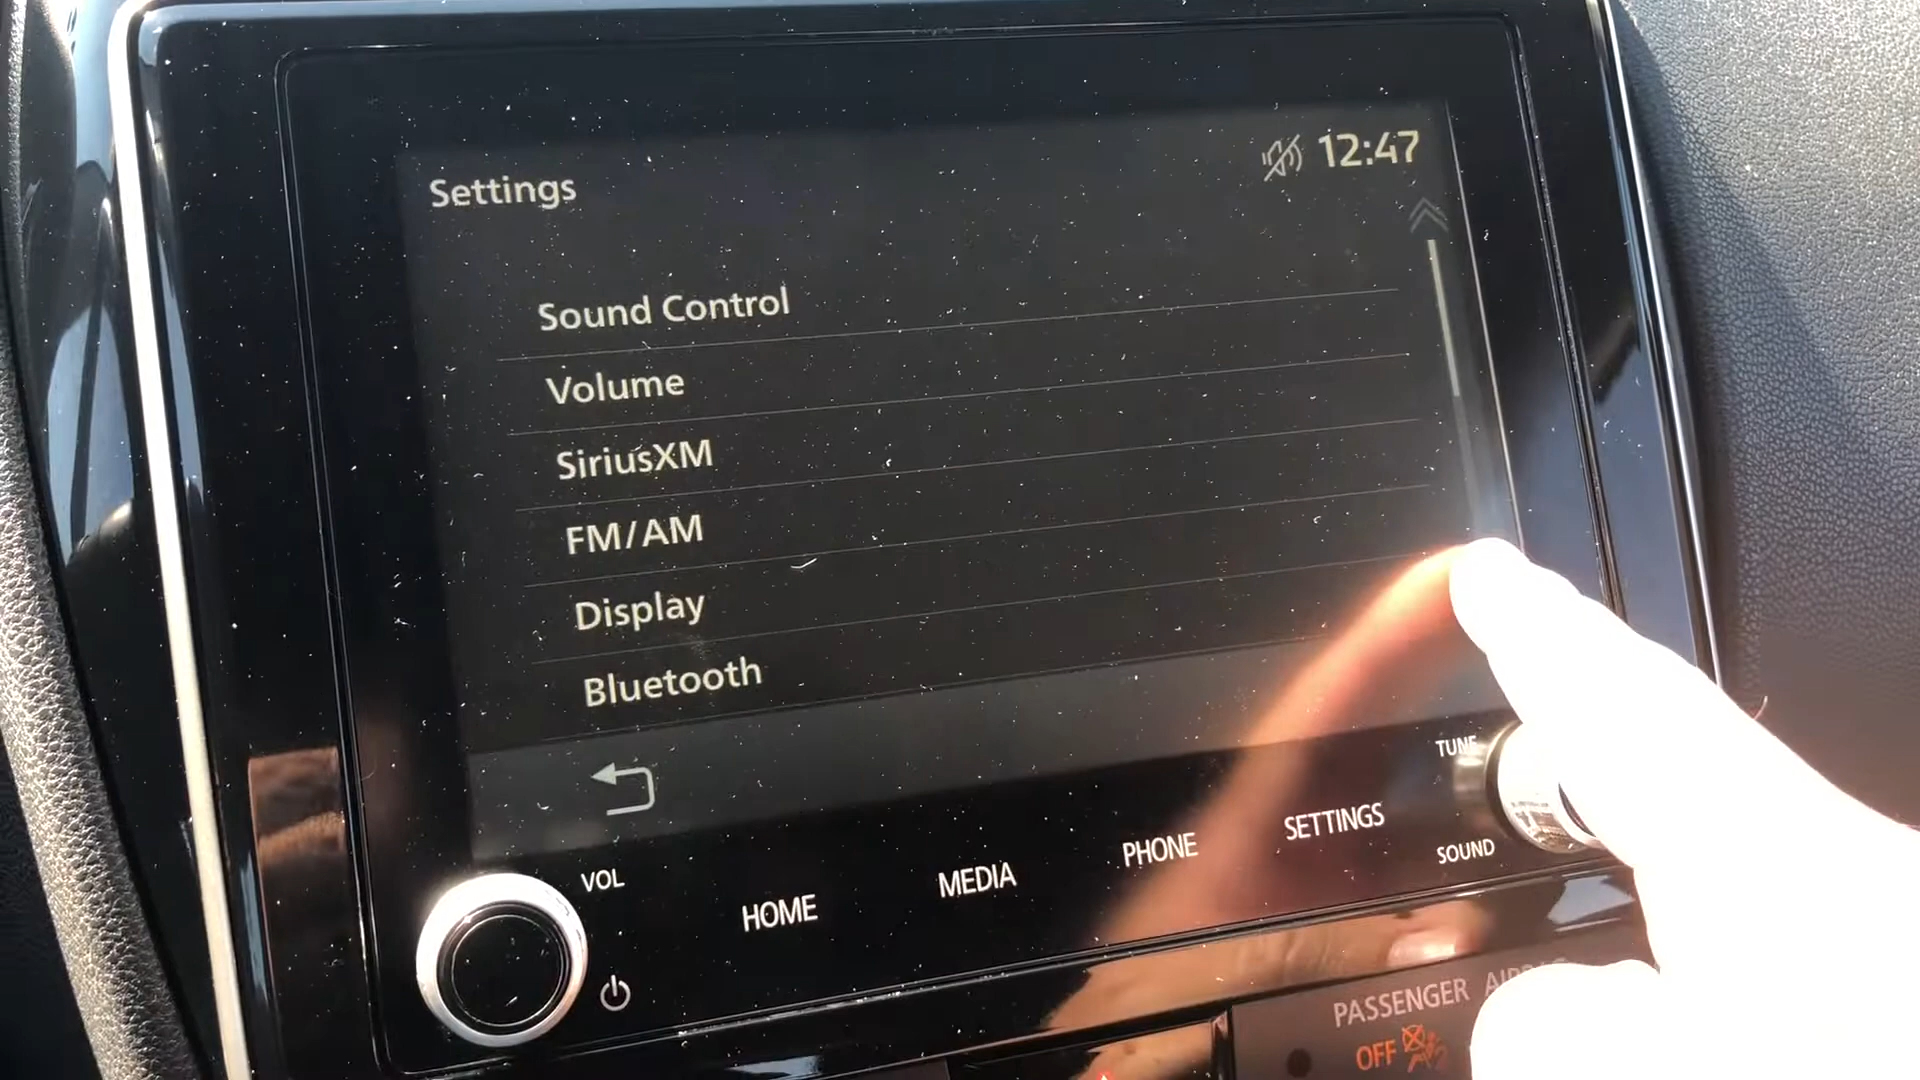 Settings
12:47
Sound Control
Volume
SiriusXM
FM/AM
Display
Bluetooth
TUNE
VOL
HOME
MEDIA
PHONE
SETTINGS
SOUND
PASSENGER
OFF